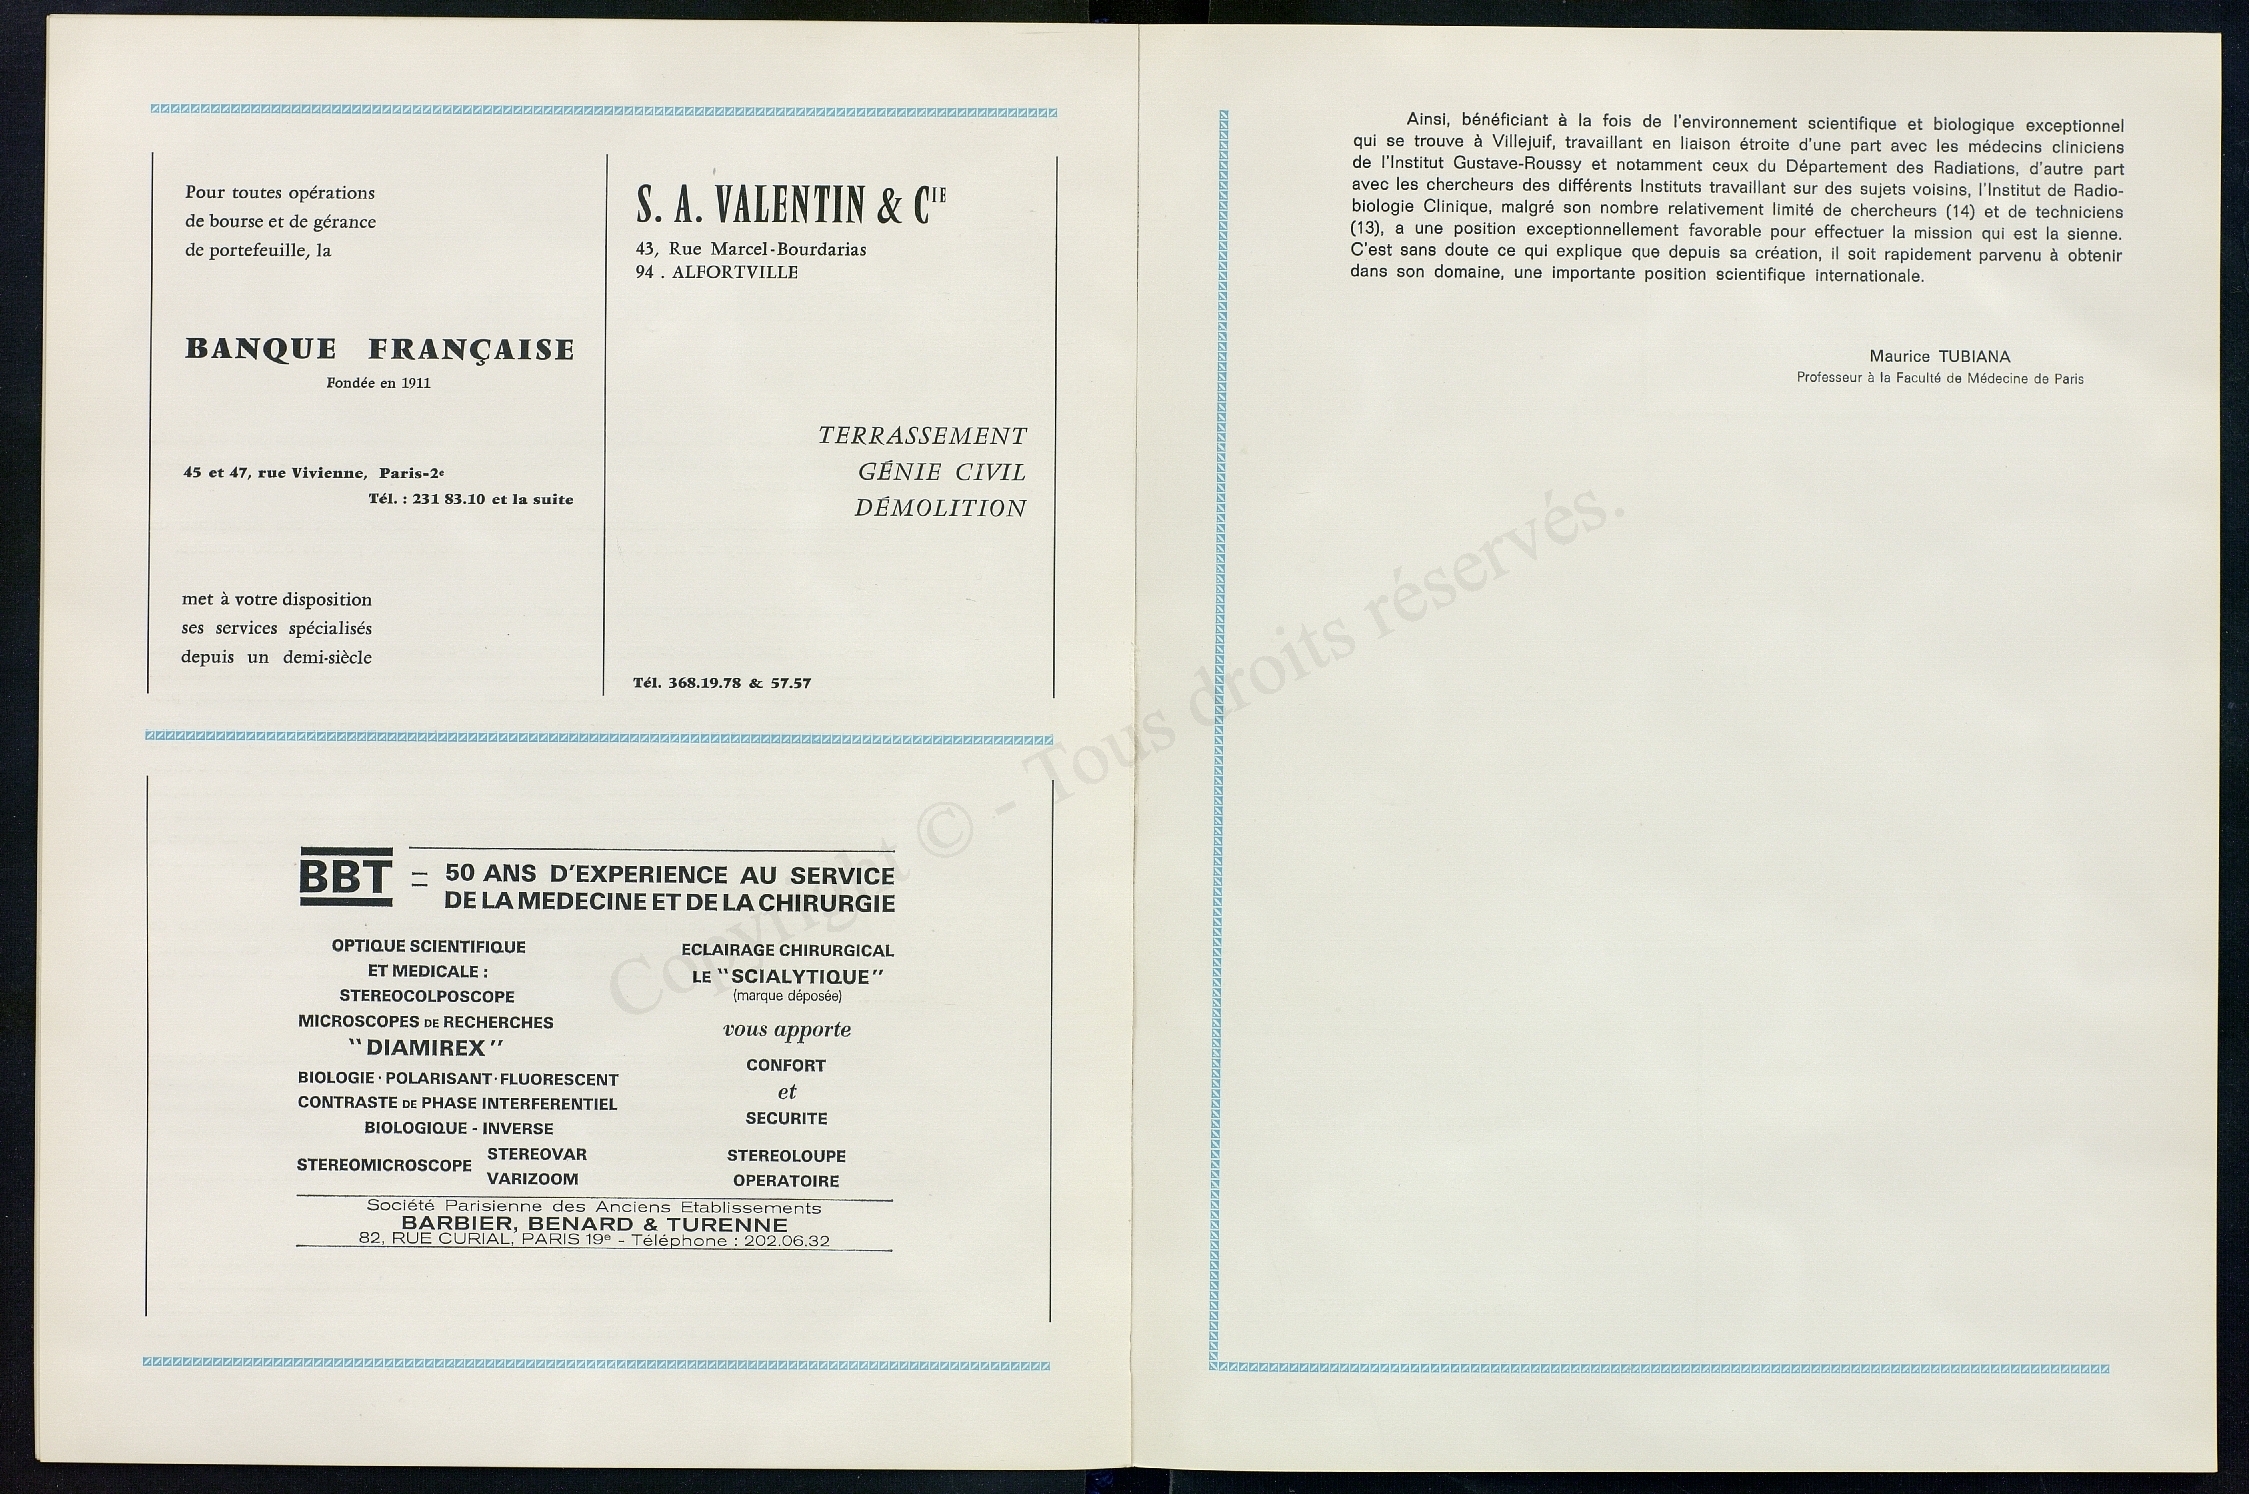 Pour toutes opérations
de bourse et de gérance
de portefeuille, la
BANQUE FRANÇAISE
Fondée en 1911
45 et 47, rue Vivienne, Paris-2e
Tél. : 231 83.10 et la suite
met à votre disposition
ses services spécialisés
depuis un demi-siècle
S. A. VALENTIN & CIE
43, Rue Marcel-Bourdarias
94 . ALFORTVILLE
TERRASSEMENT
GÉNIE CIVIL
DÉMOLITION
Tél. 368.19.78 & 57.57
BBT = 50 ANS D'EXPERIENCE AU SERVICE
DE LA MEDECINE ET DE LA CHIRURGIE
OPTIQUE SCIENTIFIQUE
ET MEDICALE :
STEREOCOLPOSCOPE
MICROSCOPES DE RECHERCHES
"DIAMIREX"
BIOLOGIE · POLARISANT · FLUORESCENT
CONTRASTE DE PHASE INTERFERENTIEL
BIOLOGIQUE - INVERSE
STEREOMICROSCOPE STEREOVAR
VARIZOOM
ECLAIRAGE CHIRURGICAL
LE "SCIALYTIQUE"
(marque déposée)
vous apporte
CONFORT
et
SECURITE
STEREOLOUPE
OPERATOIRE
Société Parisienne des Anciens Etablissements
BARBIER, BENARD & TURENNE
82, RUE CURIAL, PARIS 19e - Téléphone : 202.06.32
Ainsi, bénéficiant à la fois de l'environnement scientifique et biologique exceptionnel
qui se trouve à Villejuif, travaillant en liaison étroite d'une part avec les médecins cliniciens
de l'Institut Gustave-Roussy et notamment ceux du Département des Radiations, d'autre part
avec les chercheurs des différents Instituts travaillant sur des sujets voisins, l'Institut de Radio-
biologie Clinique, malgré son nombre relativement limité de chercheurs (14) et de techniciens
(13), a une position exceptionnellement favorable pour effectuer la mission qui est la sienne.
C'est sans doute ce qui explique que depuis sa création, il soit rapidement parvenu à obtenir
dans son domaine, une importante position scientifique internationale.
Maurice TUBIANA
Professeur à la Faculté de Médecine de Paris
Copyright © - Tous droits réservés.